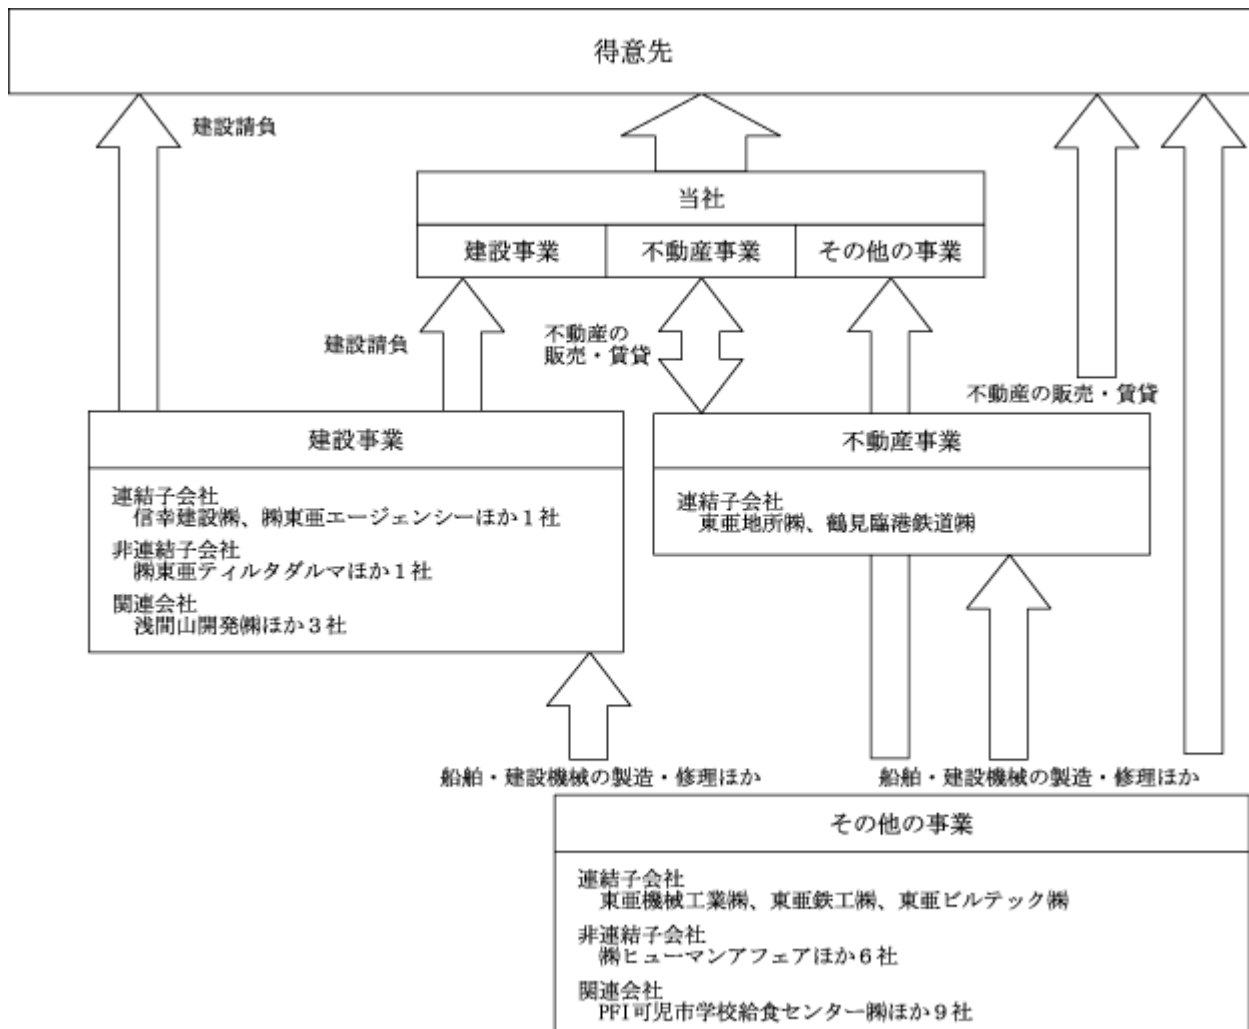 得意先
建設請負
当社
建設事業
不動産事業
その他の事業
建設請負
不動産の
販売・賃貸
不動産の販売・賃貸
建設事業
連結子会社
信幸建設㈱、㈱東亜エージェンシーほか１社
非連結子会社
㈱東亜ティルタダルマほか１社
関連会社
浅間山開発㈱ほか３社
不動産事業
連結子会社
東亜地所㈱、鶴見臨港鉄道㈱
船舶・建設機械の製造・修理ほか
船舶・建設機械の製造・修理ほか
その他の事業
連結子会社
東亜機械工業㈱、東亜鉄工㈱、東亜ビルテック㈱
非連結子会社
㈱ヒューマンアフェアほか６社
関連会社
PFI可児市学校給食センター㈱ほか９社